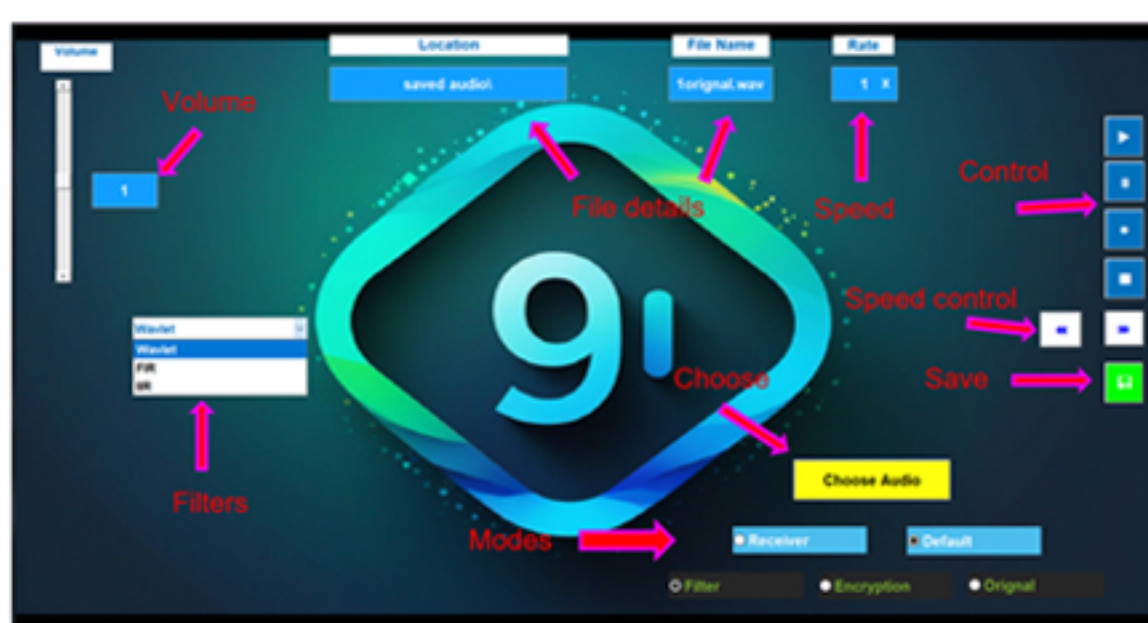 Volume
Location
File Name
Rate
saved audio\
1orignal.wav
1 X
Volume
1
File details
Speed
Control
Speed control
Wavlet
Wavlet
FIR
IIR
Choose
Save
Filters
Choose Audio
Modes
Receiver
Default
Filter
Encryption
Orignal
9